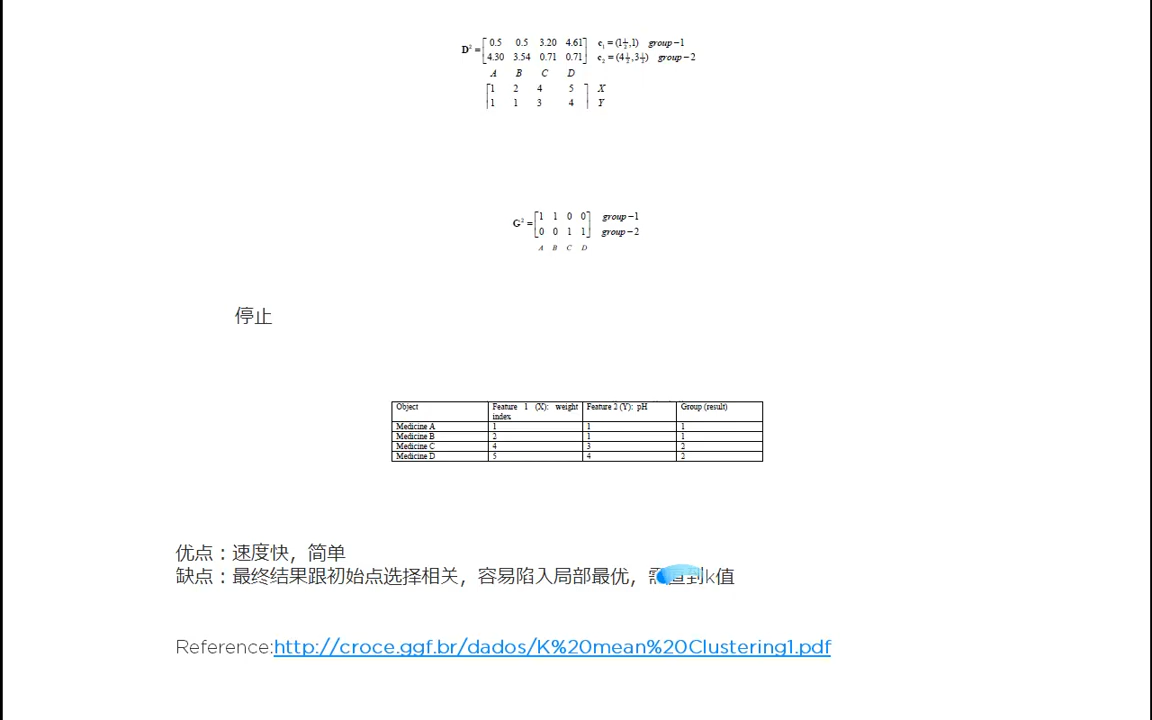 D² = [0.5 0.5 3.20 4.61] c₁ = (1½,1) group−1
[4.30 3.54 0.71 0.71] c₂ = (4½,3½) group−2
A B C D
[1 2 4 5] X
[1 1 3 4] Y
G² = [1 1 0 0] group−1
[0 0 1 1] group−2
A B C D
停止
Object Feature 1 (X): weight index Feature 2 (Y): pH Group (result)
Medicine A 1 1 1
Medicine B 2 1 1
Medicine C 4 3 2
Medicine D 5 4 2
优点：速度快，简单
缺点：最终结果跟初始点选择相关，容易陷入局部最优，需 到k值
Reference:http://croce.ggf.br/dados/K%20mean%20Clustering1.pdf